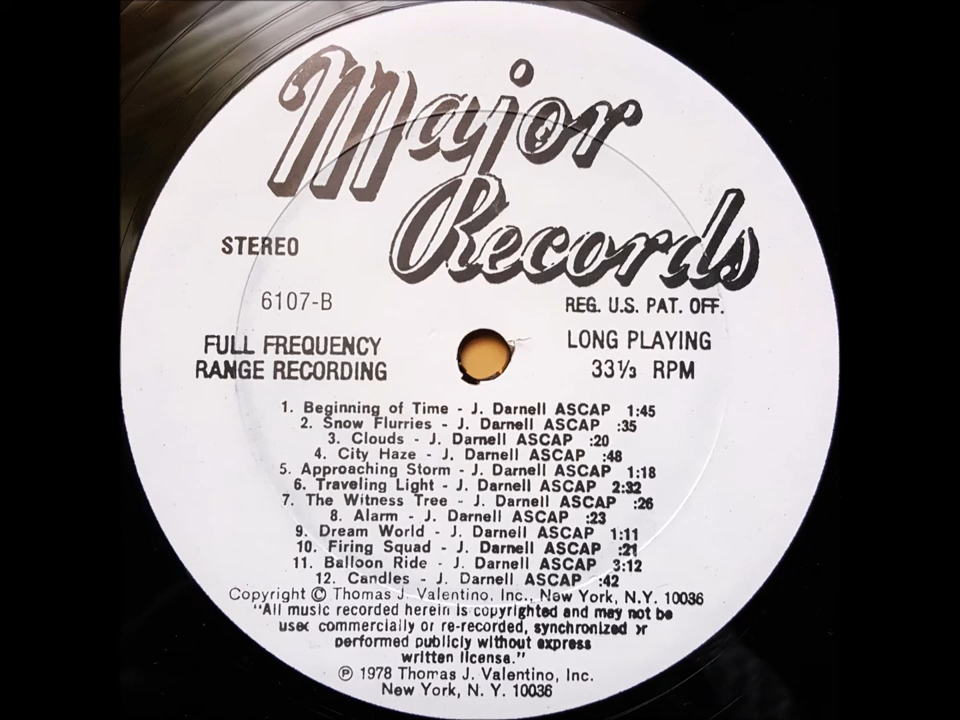 Major
Records
STEREO
6107-B
REG. U.S. PAT. OFF.
FULL FREQUENCY
RANGE RECORDING
LONG PLAYING
33⅓ RPM
1. Beginning of Time - J. Darnell ASCAP 1:45
2. Snow Flurries - J. Darnell ASCAP :35
3. Clouds - J. Darnell ASCAP :20
4. City Haze - J. Darnell ASCAP :48
5. Approaching Storm - J. Darnell ASCAP 1:18
6. Traveling Light - J. Darnell ASCAP 2:32
7. The Witness Tree - J. Darnell ASCAP :26
8. Alarm - J. Darnell ASCAP :23
9. Dream World - J. Darnell ASCAP 1:11
10. Firing Squad - J. Darnell ASCAP :21
11. Balloon Ride - J. Darnell ASCAP 3:12
12. Candles - J. Darnell ASCAP :42
Copyright © Thomas J. Valentino, Inc., New York, N.Y. 10036
"All music recorded herein is copyrighted and may not be
used commercially or re-recorded, synchronized or
performed publicly without express
written license."
℗ 1978 Thomas J. Valentino, Inc.
New York, N. Y. 10036